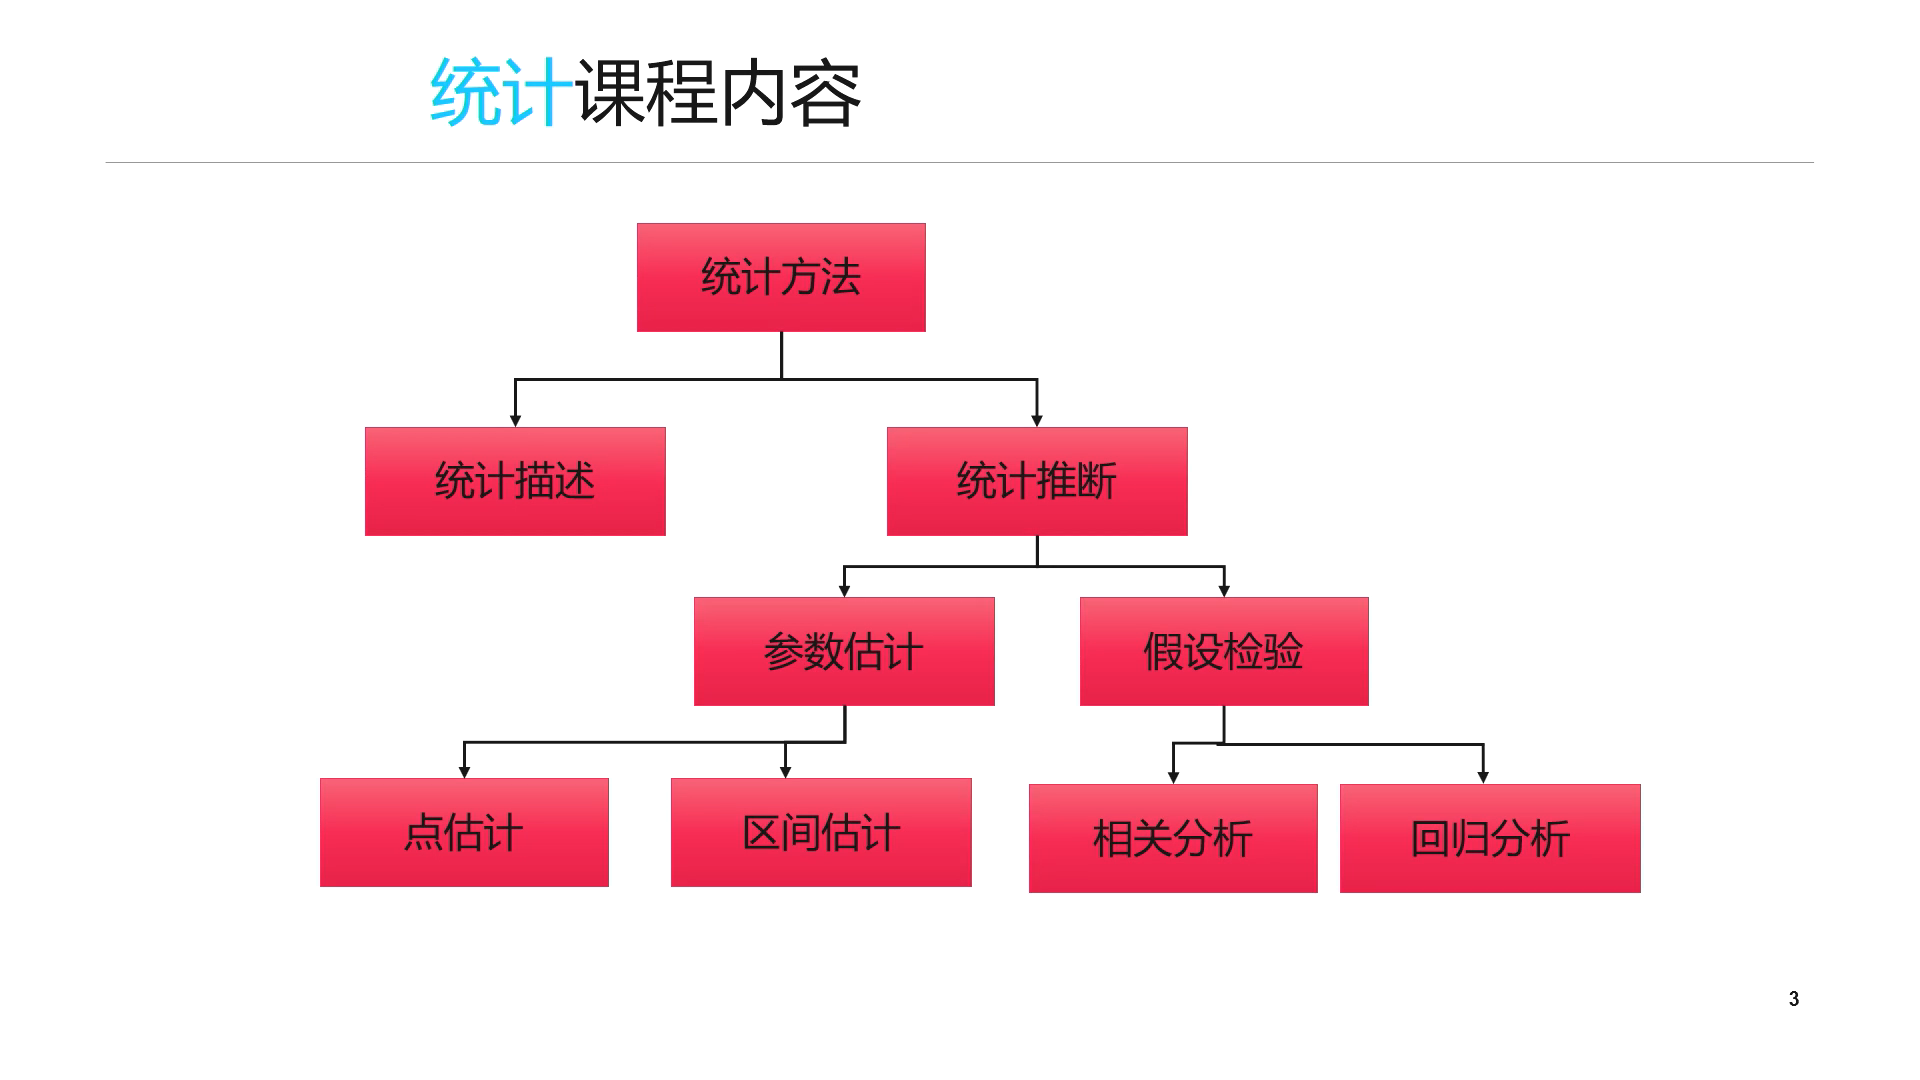 统计课程内容
统计方法
统计描述
统计推断
参数估计
假设检验
点估计
区间估计
相关分析
回归分析
3